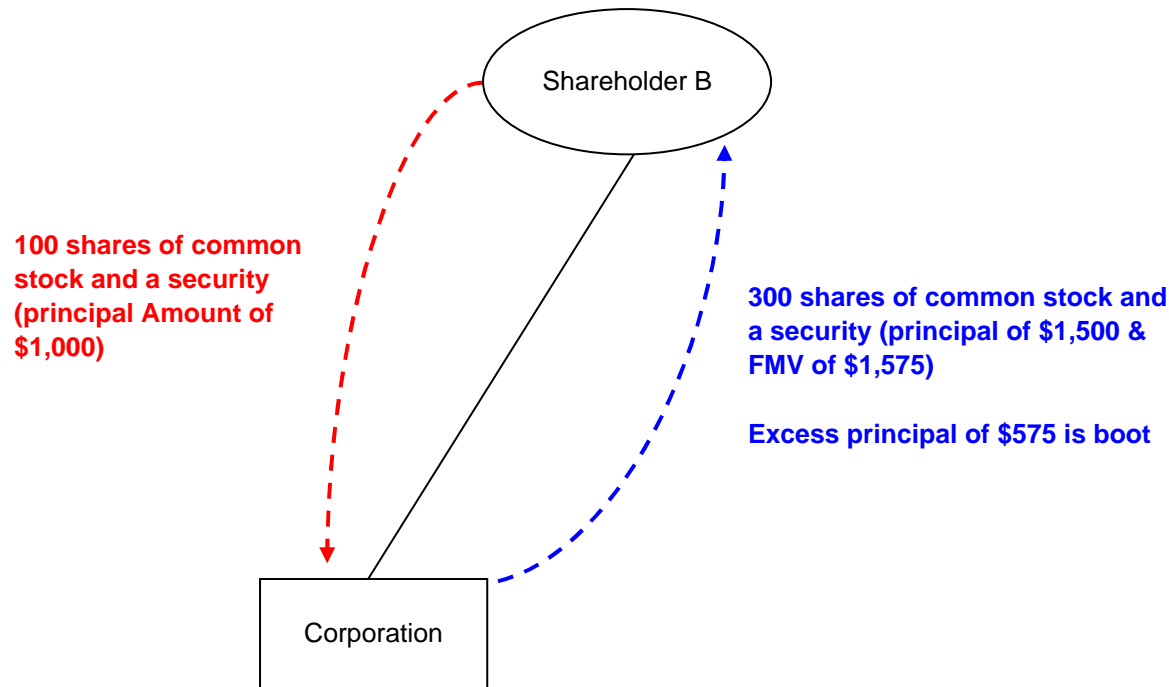 Shareholder B
100 shares of common
stock and a security
(principal Amount of
$1,000)
300 shares of common stock and
a security (principal of $1,500 &
FMV of $1,575)
Excess principal of $575 is boot
Corporation